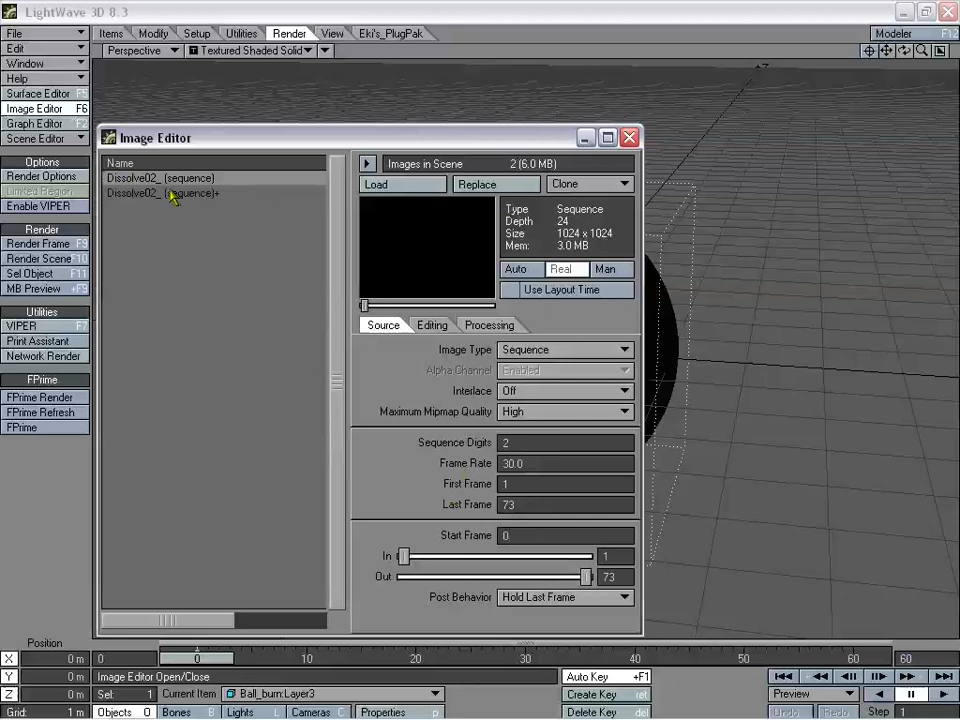 LightWave 3D 8.3
File
Items Modify Setup Utilities Render View Eki's_PlugPak
Modeler F12
Edit
Perspective Textured Shaded Solid
Window
Help
Surface Editor F5
Image Editor F6
Graph Editor F2
Scene Editor
Options
Render Options
Limited Region
Enable VIPER
Render
Render Frame F9
Render Scene F10
Sel Object F11
MB Preview +F9
Utilities
VIPER F7
Print Assistant
Network Render
FPrime
FPrime Render
FPrime Refresh
FPrime
Image Editor
Name
Dissolve02_ (sequence)
Dissolve02_ (sequence)+
Images in Scene 2 (6.0 MB)
Load Replace Clone
Type Sequence
Depth 24
Size 1024 x 1024
Mem: 3.0 MB
Auto Real Man
Use Layout Time
Source Editing Processing
Image Type Sequence
Alpha Channel Enabled
Interlace Off
Maximum Mipmap Quality High
Sequence Digits 2
Frame Rate 30.0
First Frame 1
Last Frame 73
Start Frame 0
In 1
Out 73
Post Behavior Hold Last Frame
Position
X 0 m 0 0 10 20 30 40 50 60 60
Y 0 m Image Editor Open/Close Auto Key +F1
Z 0 m Sel: 1 Current Item Ball_burn:Layer3 Create Key ret Preview
Grid: 1 m Objects O Bones B Lights L Cameras C Properties p Delete Key Undo Redo Step 1